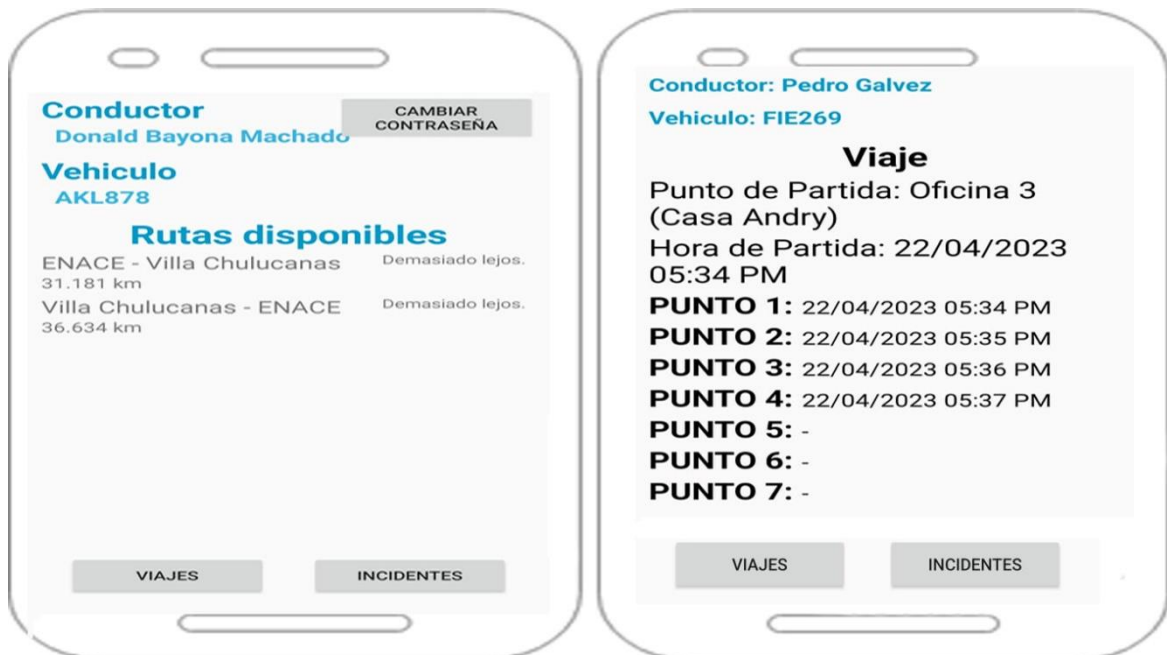 Conductor
CAMBIAR
CONTRASEÑA
Donald Bayona Machado
Vehiculo
AKL878
Rutas disponibles
ENACE - Villa Chulucanas
Demasiado lejos.
31.181 km
Villa Chulucanas - ENACE
Demasiado lejos.
36.634 km
VIAJES
INCIDENTES
Conductor: Pedro Galvez
Vehiculo: FIE269
Viaje
Punto de Partida: Oficina 3
(Casa Andry)
Hora de Partida: 22/04/2023
05:34 PM
PUNTO 1: 22/04/2023 05:34 PM
PUNTO 2: 22/04/2023 05:35 PM
PUNTO 3: 22/04/2023 05:36 PM
PUNTO 4: 22/04/2023 05:37 PM
PUNTO 5: -
PUNTO 6: -
PUNTO 7: -
VIAJES
INCIDENTES